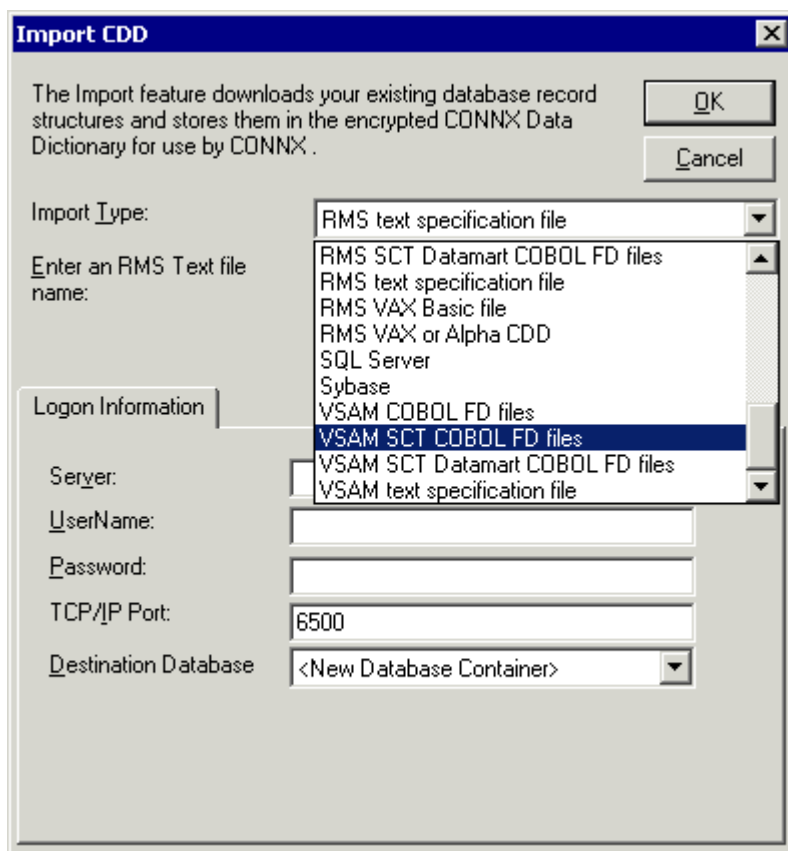 Import CDD
The Import feature downloads your existing database record
structures and stores them in the encrypted CONNX Data
Dictionary for use by CONNX .
OK
Cancel
Import Type:
RMS text specification file
Enter an RMS Text file
name:
RMS SCT Datamart COBOL FD files
RMS text specification file
RMS VAX Basic file
RMS VAX or Alpha CDD
SQL Server
Sybase
VSAM COBOL FD files
VSAM SCT COBOL FD files
VSAM SCT Datamart COBOL FD files
VSAM text specification file
Logon Information
Server:
UserName:
Password:
TCP/IP Port:
6500
Destination Database
<New Database Container>